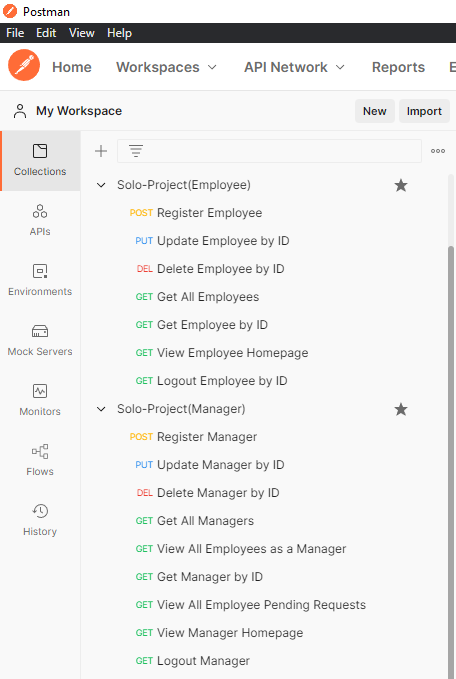 Postman
File Edit View Help
Home Workspaces API Network Reports E
My Workspace New Import
Collections
APIs
Environments
Mock Servers
Monitors
Flows
History
Solo-Project(Employee)
POST Register Employee
PUT Update Employee by ID
DEL Delete Employee by ID
GET Get All Employees
GET Get Employee by ID
GET View Employee Homepage
GET Logout Employee by ID
Solo-Project(Manager)
POST Register Manager
PUT Update Manager by ID
DEL Delete Manager by ID
GET Get All Managers
GET View All Employees as a Manager
GET Get Manager by ID
GET View All Employee Pending Requests
GET View Manager Homepage
GET Logout Manager